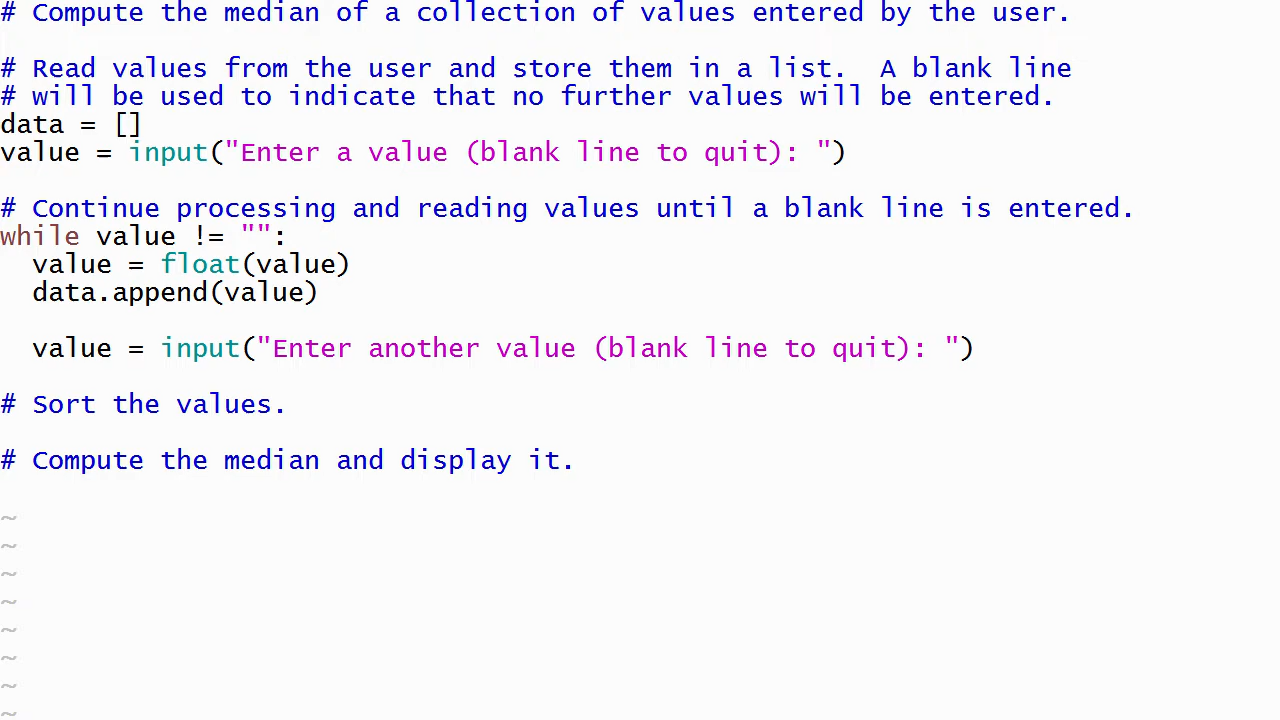 # Compute the median of a collection of values entered by the user.
# Read values from the user and store them in a list.  A blank line
# will be used to indicate that no further values will be entered.
data = []
value = input("Enter a value (blank line to quit): ")
# Continue processing and reading values until a blank line is entered.
while value != "":
  value = float(value)
  data.append(value)
  value = input("Enter another value (blank line to quit): ")
# Sort the values.
# Compute the median and display it.
~
~
~
~
~
~
~
~